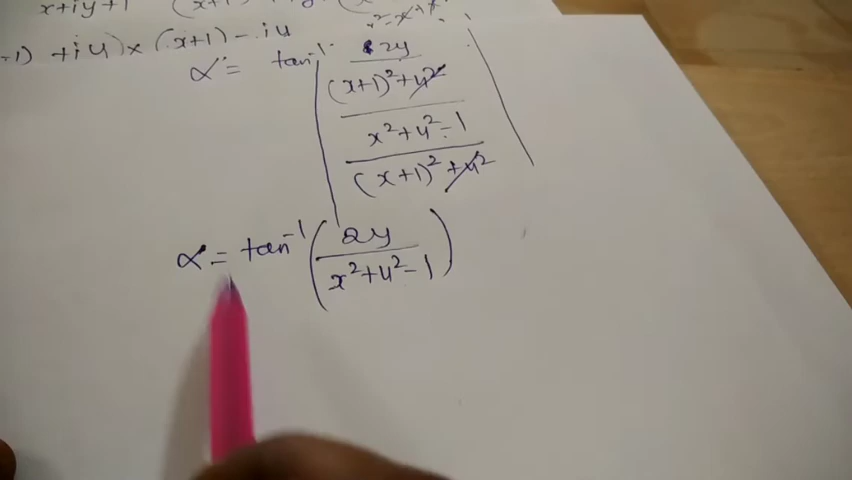 x+iy+1
(x+1)
-1) +iy) × (x+1) - iy
α = tan⁻¹ | 2y
(x+1)²+y²
x²+y²-1
(x+1)²+y² |
α = tan⁻¹ ( 2y
x²+y²-1 )